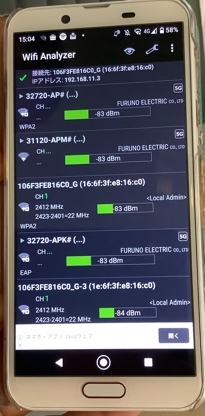 15:04 58%
Wifi Analyzer
接続先: 106F3FE816C0_G (16:6f:3f:e8:16:c0)
IPアドレス: 192.168.11.3
5G
32720-AP# (...)
CH ... FURUNO ELECTRIC CO., LTD
... -83 dBm
WPA2
5G
31120-APM# (...)
CH ... FURUNO ELECTRIC CO., LTD
... -83 dBm
106F3FE816C0_G (16:6f:3f:e8:16:c0)
CH 1 <Local Admin>
2412 MHz -83 dBm
2423-2401=22 MHz
WPA2
5G
32720-APK# (...)
CH ... FURUNO ELECTRIC CO., LTD
... -83 dBm
EAP
106F3FE816C0_G-3 (1e:6f:3f:e8:16:c0)
CH 1 <Local Admin>
2412 MHz -84 dBm
2423-2401=22 MHz
開く